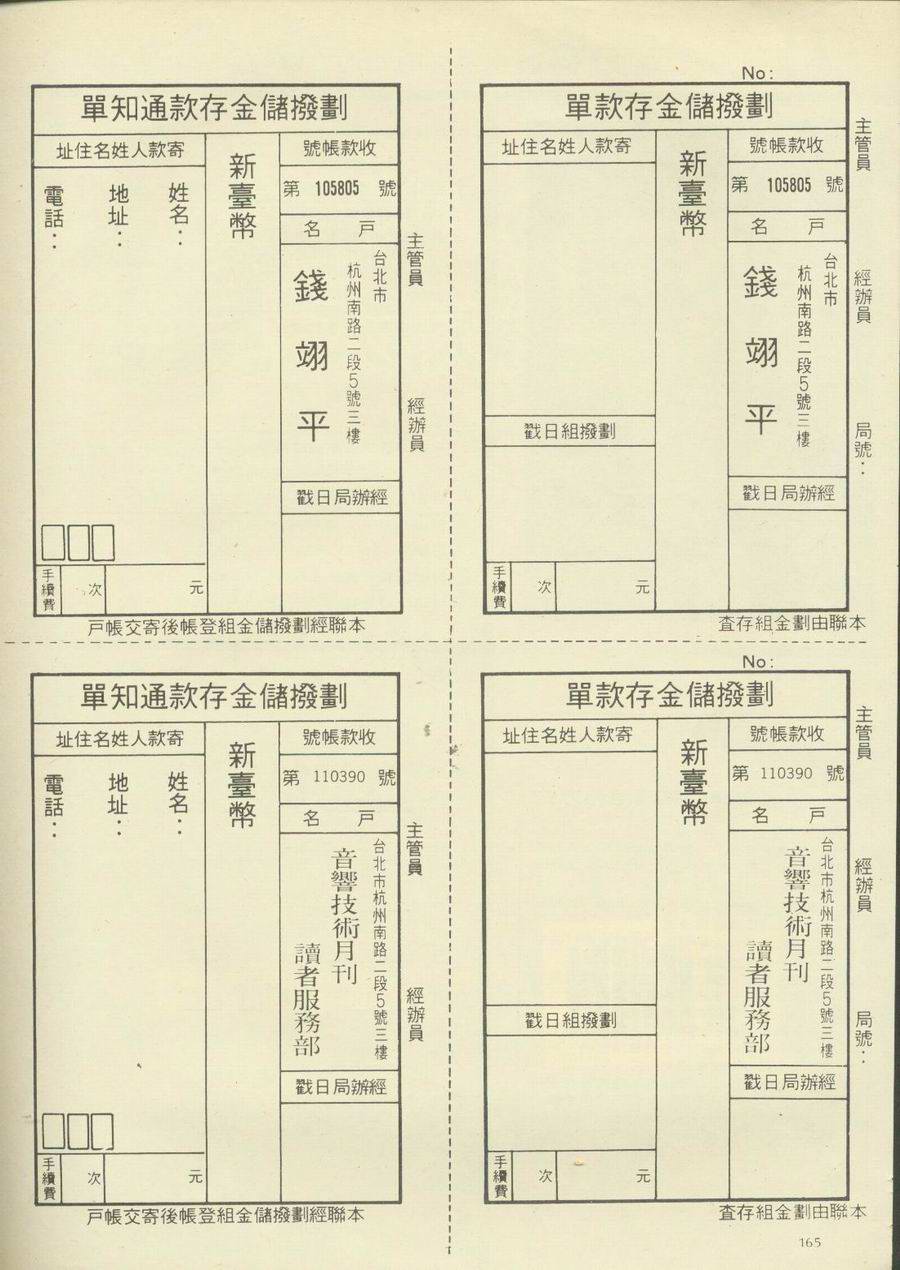 劃撥儲金存款通知單
收款帳號
第 105805 號
戶 名
台北市
杭州南路二段5號三樓
錢翊平
經辦局日戳
新臺幣
寄款人姓名住址
姓名：
地址：
電話：
手續費
次
元
主管員
經辦員
本聯經劃撥儲金組登帳後寄交帳戶
No:
劃撥儲金存款單
收款帳號
第 105805 號
戶 名
台北市
杭州南路二段5號三樓
錢翊平
經辦局日戳
新臺幣
寄款人姓名住址
劃撥組日戳
手續費
次
元
主管員
經辦員
局號：
本聯由劃金組存査
劃撥儲金存款通知單
收款帳號
第 110390 號
戶 名
台北市杭州南路二段5號三樓
音響技術月刊
讀者服務部
經辦局日戳
新臺幣
寄款人姓名住址
姓名：
地址：
電話：
手續費
次
元
主管員
經辦員
本聯經劃撥儲金組登帳後寄交帳戶
No:
劃撥儲金存款單
收款帳號
第 110390 號
戶 名
台北市杭州南路二段5號三樓
音響技術月刊
讀者服務部
經辦局日戳
新臺幣
寄款人姓名住址
劃撥組日戳
手續費
次
元
主管員
經辦員
局號：
本聯由劃金組存査
165